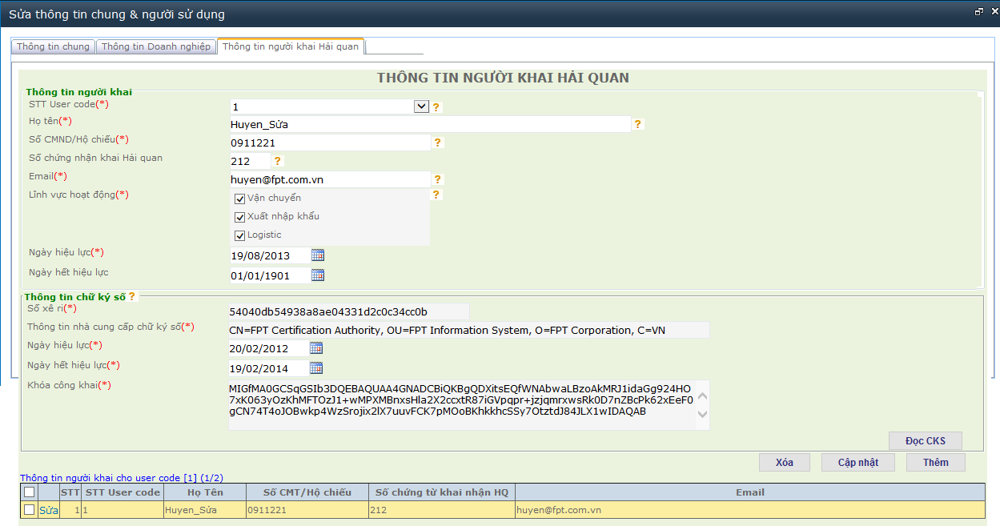 Sửa thông tin chung & người sử dụng
Thông tin chung Thông tin Doanh nghiệp Thông tin người khai Hải quan
THÔNG TIN NGƯỜI KHAI HẢI QUAN
Thông tin người khai
STT User code(*) 1 ?
Họ tên(*) Huyen_Sửa ?
Số CMND/Hộ chiếu(*) 0911221 ?
Số chứng nhận khai Hải quan 212 ?
Email(*) huyen@fpt.com.vn ?
Lĩnh vực hoạt động(*) Vận chuyển ?
Xuất nhập khẩu
Logistic
Ngày hiệu lực(*) 19/08/2013
Ngày hết hiệu lực 01/01/1901
Thông tin chữ ký số ?
Số xê ri(*) 54040db54938a8ae04331d2c0c34cc0b
Thông tin nhà cung cấp chữ ký số(*) CN=FPT Certification Authority, OU=FPT Information System, O=FPT Corporation, C=VN
Ngày hiệu lực(*) 20/02/2012
Ngày hết hiệu lực(*) 19/02/2014
Khóa công khai(*) MIGfMA0GCSqGSIb3DQEBAQUAA4GNADCBiQKBgQDXitsEQfWNAbwaLBzoAkMRJ1idaGg924HO
7xK063yOzKhMFTOzJ1+wMPXMBnxsHla2X2ccxtR87iGVpqpr+jzjqmrxwsRk0D7nZBcPk62xEeF0
gCN74T4oJOBwkp4WzSrojix2lX7uuvFCK7pMOoBKhkkhcSSy7OtztdJ84JLX1wIDAQAB
Đọc CKS
Xóa Cập nhật Thêm
Thông tin người khai cho user code [1] (1/2)
STT STT User code Họ Tên Số CMT/Hộ chiếu Số chứng từ khai nhận HQ Email
Sửa 1 1 Huyen_Sửa 0911221 212 huyen@fpt.com.vn